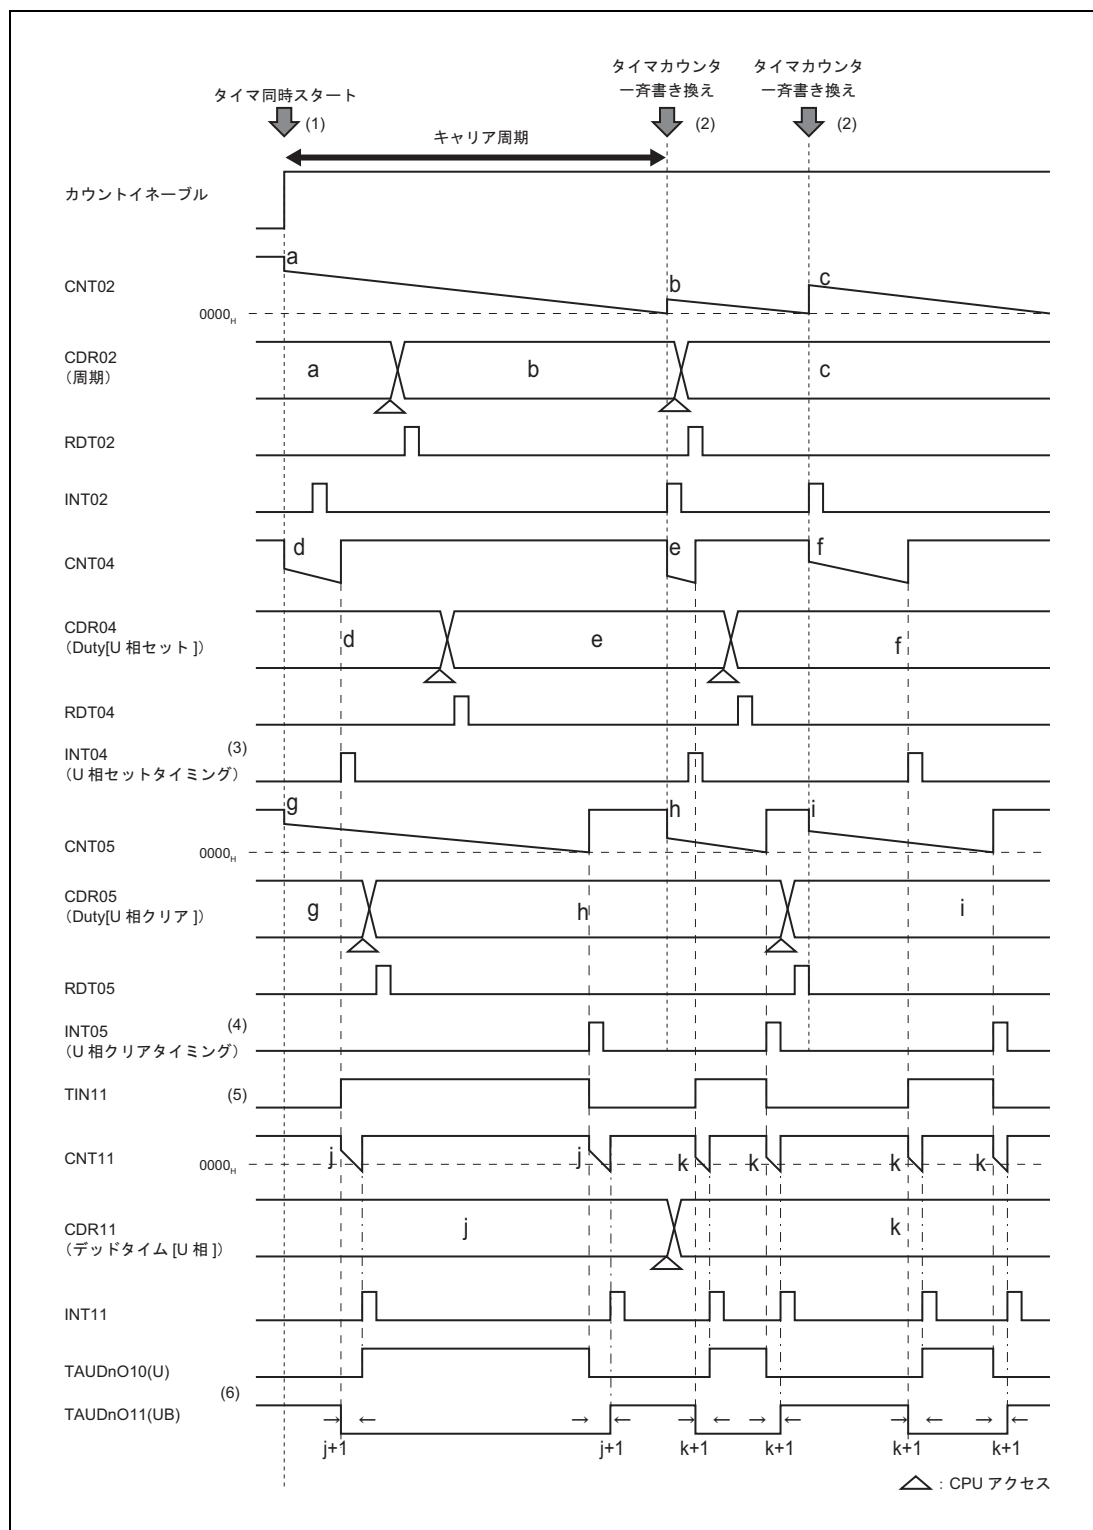 タイマカウンタ タイマカウンタ
タイマ同時スタート 一斉書き換え 一斉書き換え
(1) (2) (2)
キャリア周期
カウントイネーブル
a
b
c
CNT02
0000H
CDR02
(周期)
a b c
RDT02
INT02
d e f
CNT04
CDR04
(Duty[U 相セット])
d e f
RDT04
INT04 (3)
(U 相セットタイミング)
g h i
CNT05
0000H
CDR05
(Duty[U 相クリア])
g h i
RDT05
INT05 (4)
(U 相クリアタイミング)
TIN11 (5)
CNT11
0000H
j j k k k k
CDR11
(デッドタイム [U 相])
j k
INT11
TAUDnO10(U)
(6)
TAUDnO11(UB)
→ ← → ← → ← → ← → ← → ←
j+1 j+1 k+1 k+1 k+1 k+1
: CPU アクセス